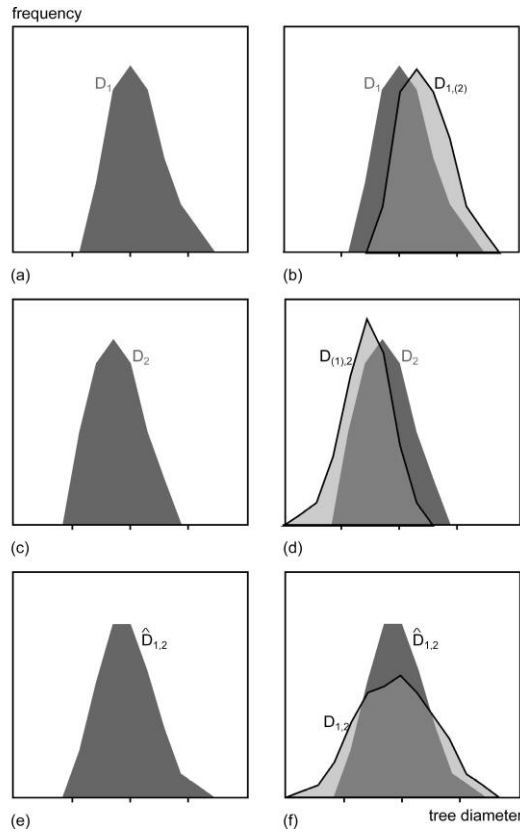 frequency
D₁
D₁ D₁,₍₂₎
(a) (b)
D₂
D₍₁₎,₂ D₂
(c) (d)
D̂₁,₂
D̂₁,₂
D₁,₂
(e) (f) tree diameter